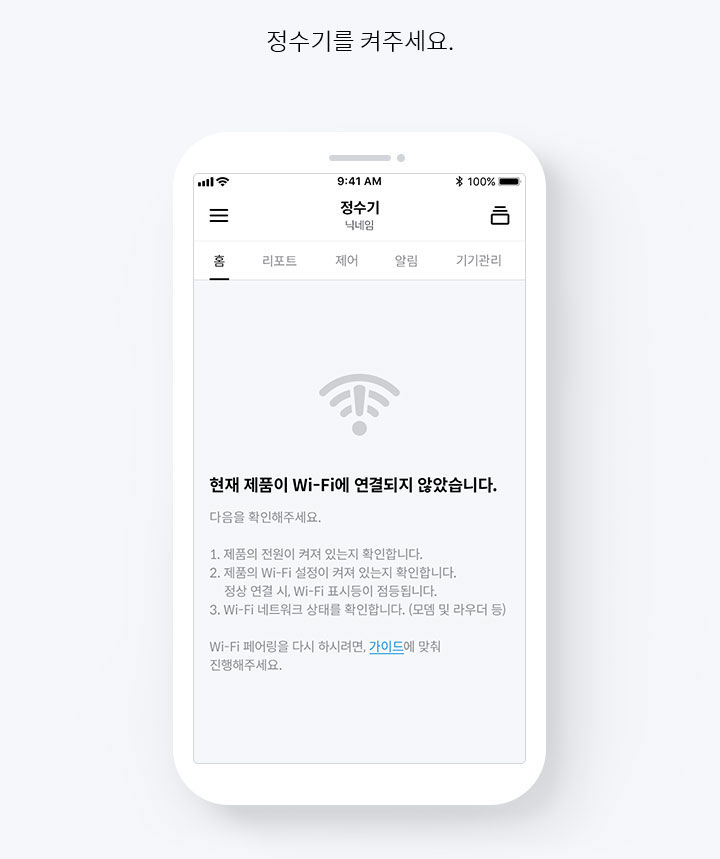 정수기를 켜주세요.
9:41 AM
100%
정수기
닉네임
홈 리포트 제어 알림 기기관리
현재 제품이 Wi-Fi에 연결되지 않았습니다.
다음을 확인해주세요.
1. 제품의 전원이 켜져 있는지 확인합니다.
2. 제품의 Wi-Fi 설정이 켜져 있는지 확인합니다.
정상 연결 시, Wi-Fi 표시등이 점등됩니다.
3. Wi-Fi 네트워크 상태를 확인합니다. (모뎀 및 라우더 등)
Wi-Fi 페어링을 다시 하시려면, 가이드에 맞춰
진행해주세요.